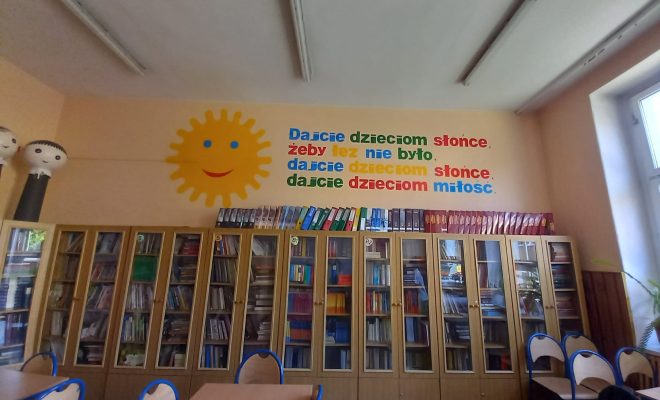 Dajcie dzieciom słońce,
żeby łez nie było,
dajcie dzieciom słońce,
dajcie dzieciom miłość.